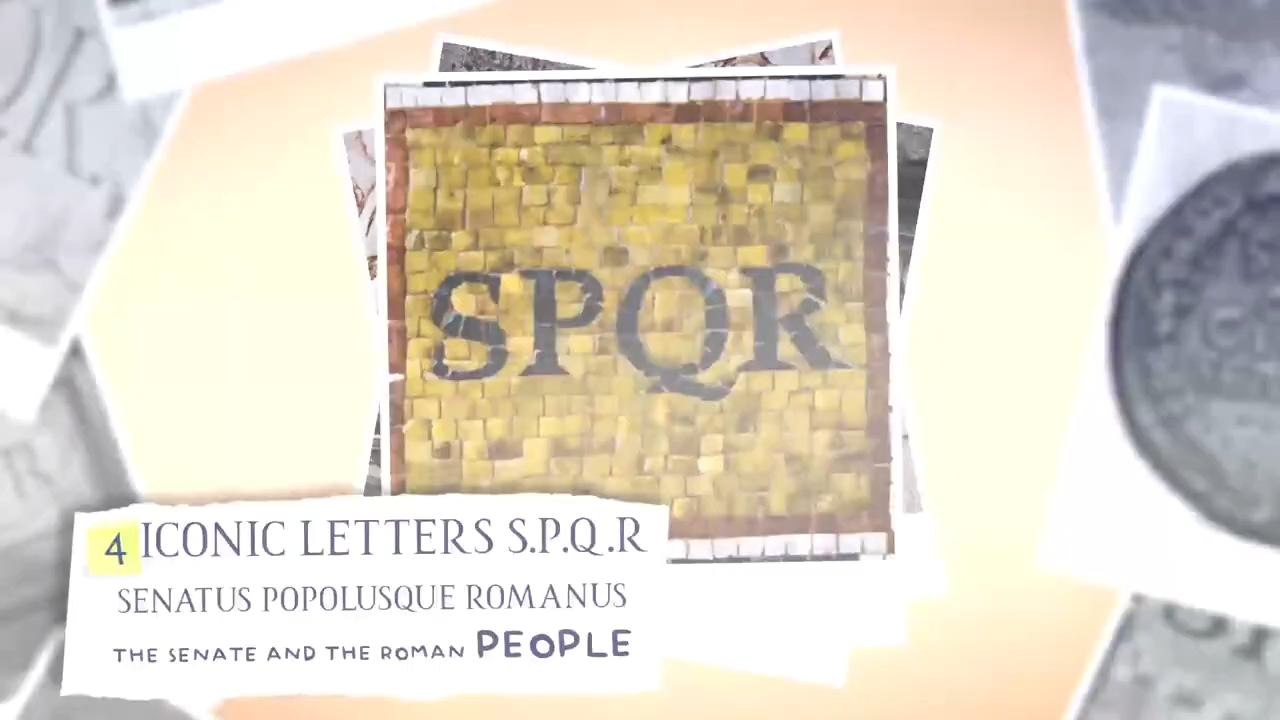 SPQR
4 ICONIC LETTERS S.P.Q.R
SENATUS POPOLUSQUE ROMANUS
THE SENATE AND THE ROMAN PEOPLE